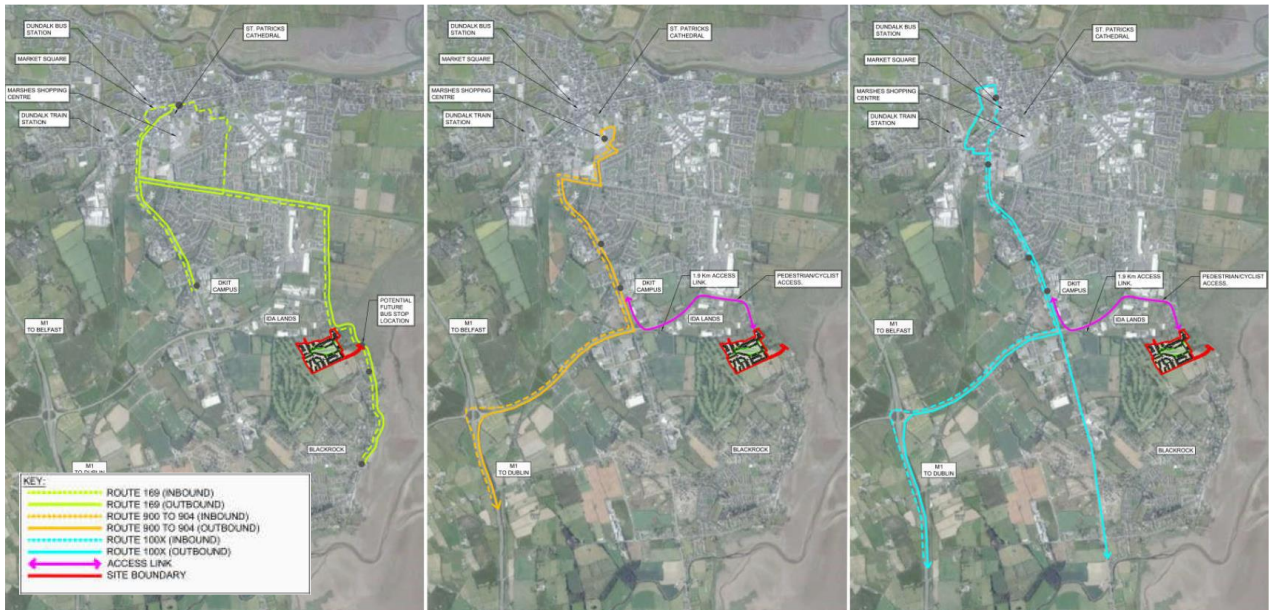 DUNDALK BUS
STATION
ST. PATRICKS
CATHEDRAL
MARKET SQUARE
MARSHES SHOPPING
CENTRE
DUNDALK TRAIN
STATION
DKIT
CAMPUS
POTENTIAL
FUTURE
BUS STOP
LOCATION
IDA LANDS
M1
TO BELFAST
BLACKROCK
M1
TO DUBLIN
KEY:
ROUTE 169 (INBOUND)
ROUTE 169 (OUTBOUND)
ROUTE 900 TO 904 (INBOUND)
ROUTE 900 TO 904 (OUTBOUND)
ROUTE 100X (INBOUND)
ROUTE 100X (OUTBOUND)
ACCESS LINK
SITE BOUNDARY
DUNDALK BUS
STATION
ST. PATRICKS
CATHEDRAL
MARKET SQUARE
MARSHES SHOPPING
CENTRE
DUNDALK TRAIN
STATION
DKIT
CAMPUS
1.9 Km ACCESS
LINK.
PEDESTRIAN/CYCLIST
ACCESS.
IDA LANDS
M1
TO BELFAST
BLACKROCK
M1
TO DUBLIN
DUNDALK BUS
STATION
ST. PATRICKS
CATHEDRAL
MARKET SQUARE
MARSHES SHOPPING
CENTRE
DUNDALK TRAIN
STATION
DKIT
CAMPUS
1.9 Km ACCESS
LINK.
PEDESTRIAN/CYCLIST
ACCESS.
IDA LANDS
M1
TO BELFAST
BLACKROCK
M1
TO DUBLIN